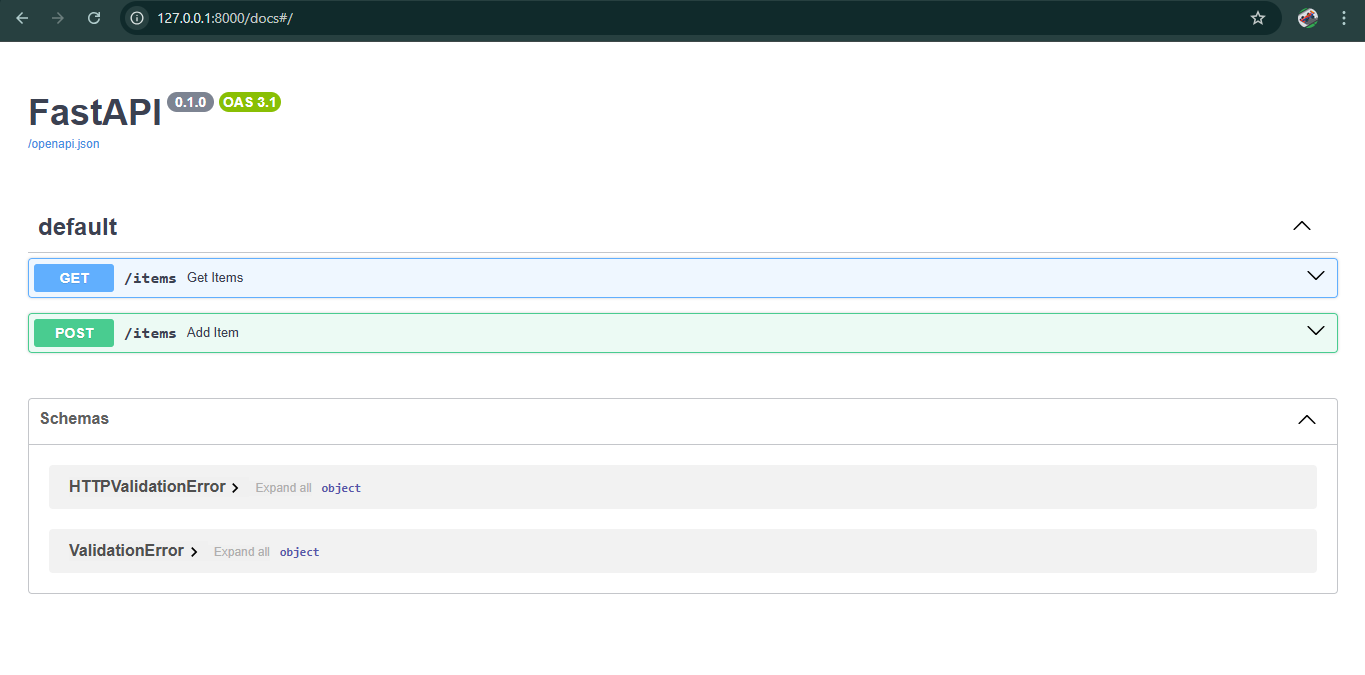 127.0.0.1:8000/docs#/
FastAPI 0.1.0 OAS 3.1
/openapi.json
default
GET /items Get Items
POST /items Add Item
Schemas
HTTPValidationError Expand all object
ValidationError Expand all object